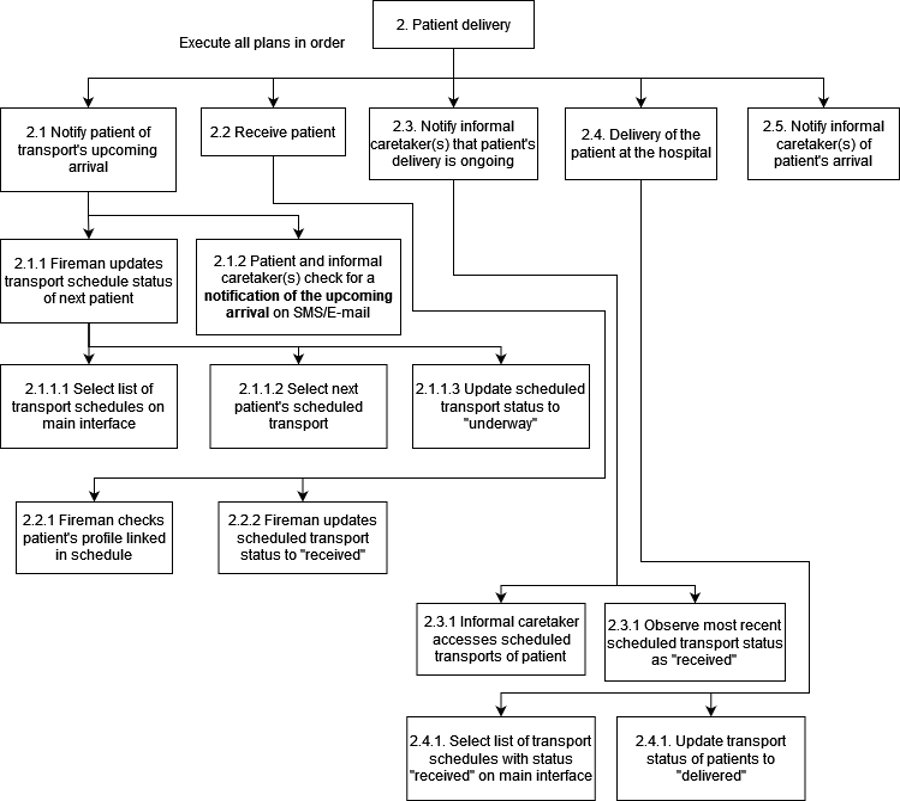 2. Patient delivery
Execute all plans in order
2.1 Notify patient of
transport's upcoming
arrival
2.2 Receive patient
2.3. Notify informal
caretaker(s) that patient's
delivery is ongoing
2.4. Delivery of the
patient at the hospital
2.5. Notify informal
caretaker(s) of
patient's arrival
2.1.1 Fireman updates
transport schedule status
of next patient
2.1.2 Patient and informal
caretaker(s) check for a
notification of the upcoming
arrival on SMS/E-mail
2.1.1.1 Select list of
transport schedules on
main interface
2.1.1.2 Select next
patient's scheduled
transport
2.1.1.3 Update scheduled
transport status to
"underway"
2.2.1 Fireman checks
patient's profile linked
in schedule
2.2.2 Fireman updates
scheduled transport
status to "received"
2.3.1 Informal caretaker
accesses scheduled
transports of patient
2.3.1 Observe most recent
scheduled transport status
as "received"
2.4.1. Select list of transport
schedules with status
"received" on main interface
2.4.1. Update transport
status of patients to
"delivered"